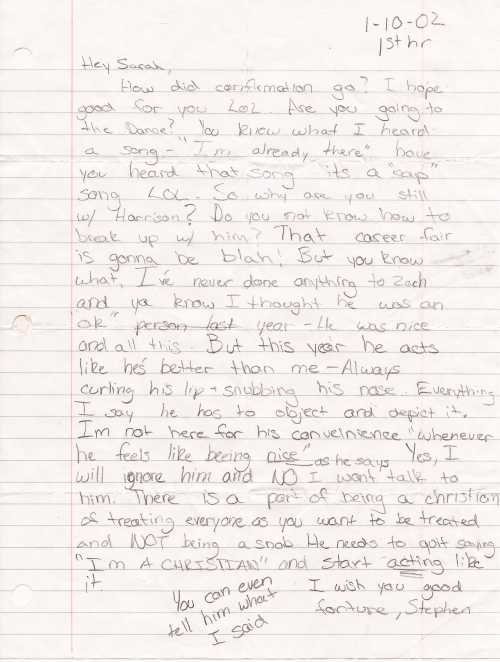 1-10-02
1st hr
Hey Sarah,
How did confirmation go? I hope
good for you LOL. Are you going to
the Dance? You know what I heard
a song - "I'm already there" have
you heard that song its a "sap"
song LOL. So why are you still
w/ Harrison? Do you not know how to
break up w/ him? That career fair
is gonna be blah! But you know
what, I've never done anything to Zach
and ya know I thought he was an
"ok" person last year - He was nice
and all this. But this year he acts
like he's better than me - Always
curling his lip + snubbing his nose. Everything
I say he has to object and depict it.
Im not here for his conveinience "whenever
he feels like beeing nice" as he says Yes, I
will ignore him and NO I wont talk to
him. There is a part of being a christian
of treating everyone as you want to be treated
and NOT being a snob. He needs to quit saying
"I'm A CHRISTIAN" and start acting like
it.
I wish you good
foriture, Stephen
You can even
tell him what
I said